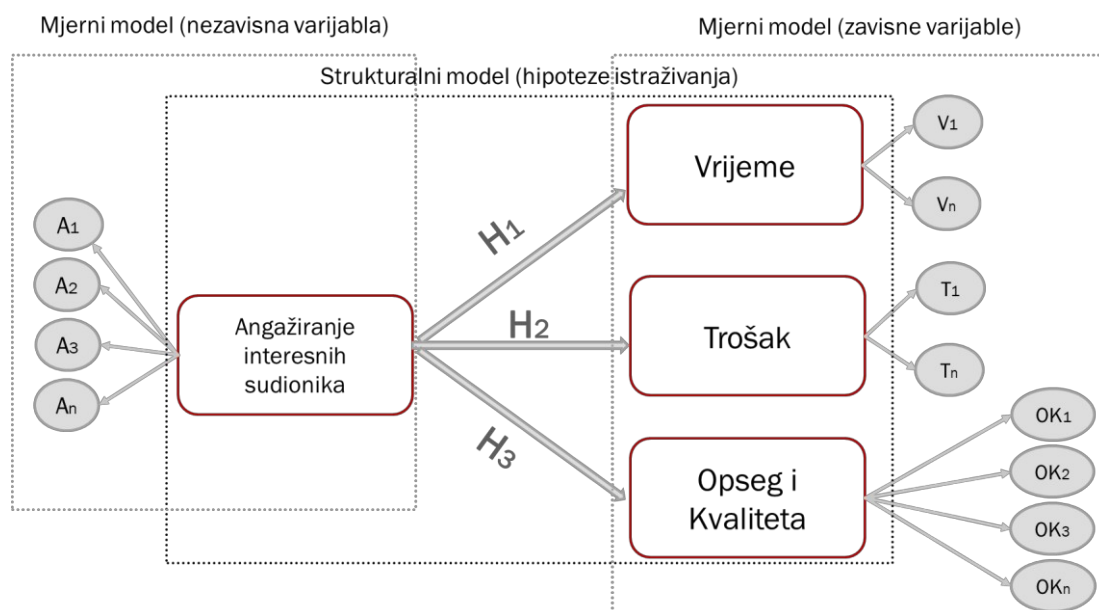 Mjerni model (nezavisna varijabla)
Mjerni model (zavisne varijable)
Strukturalni model (hipoteze istraživanja)
A1
A2
A3
An
Angažiranje
interesnih
sudionika
H1
H2
H3
Vrijeme
Trošak
Opseg i
Kvaliteta
V1
Vn
T1
Tn
OK1
OK2
OK3
OKn